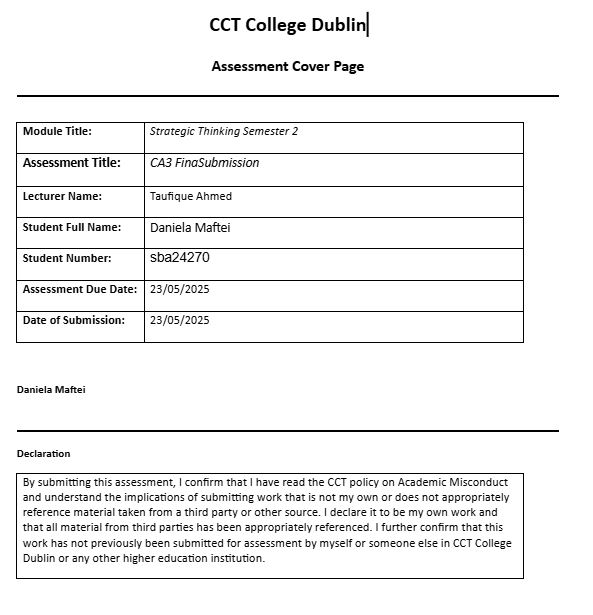 CCT College Dublin
Assessment Cover Page
Module Title: Strategic Thinking Semester 2
Assessment Title: CA3 FinaSubmission
Lecturer Name: Taufique Ahmed
Student Full Name: Daniela Maftei
Student Number: sba24270
Assessment Due Date: 23/05/2025
Date of Submission: 23/05/2025
Daniela Maftei
Declaration
By submitting this assessment, I confirm that I have read the CCT policy on Academic Misconduct
and understand the implications of submitting work that is not my own or does not appropriately
reference material taken from a third party or other source. I declare it to be my own work and
that all material from third parties has been appropriately referenced. I further confirm that this
work has not previously been submitted for assessment by myself or someone else in CCT College
Dublin or any other higher education institution.